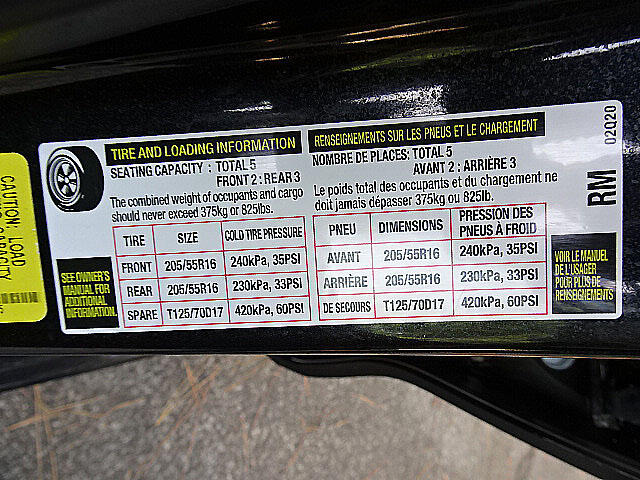 TIRE AND LOADING INFORMATION
SEATING CAPACITY : TOTAL 5
FRONT 2 : REAR 3
The combined weight of occupants and cargo
should never exceed 375kg or 825lbs.
TIRE SIZE COLD TIRE PRESSURE
FRONT 205/55R16 240kPa, 35PSI
REAR 205/55R16 230kPa, 33PSI
SPARE T125/70D17 420kPa, 60PSI
SEE OWNER'S
MANUAL FOR
ADDITIONAL
INFORMATION
RENSEIGNEMENTS SUR LES PNEUS ET LE CHARGEMENT
NOMBRE DE PLACES: TOTAL 5
AVANT 2 : ARRIÈRE 3
Le poids total des occupants et du chargement ne
doit jamais dépasser 375kg ou 825lb.
PNEU DIMENSIONS PRESSION DES
PNEUS À FROID
AVANT 205/55R16 240kPa, 35PSI
ARRIÈRE 205/55R16 230kPa, 33PSI
DE SECOURS T125/70D17 420kPa, 60PSI
VOIR LE MANUEL
DE L'USAGER
POUR PLUS DE
RENSEIGNEMENTS
RM
02Q20
CAUTION: LOAD
CAPACITY